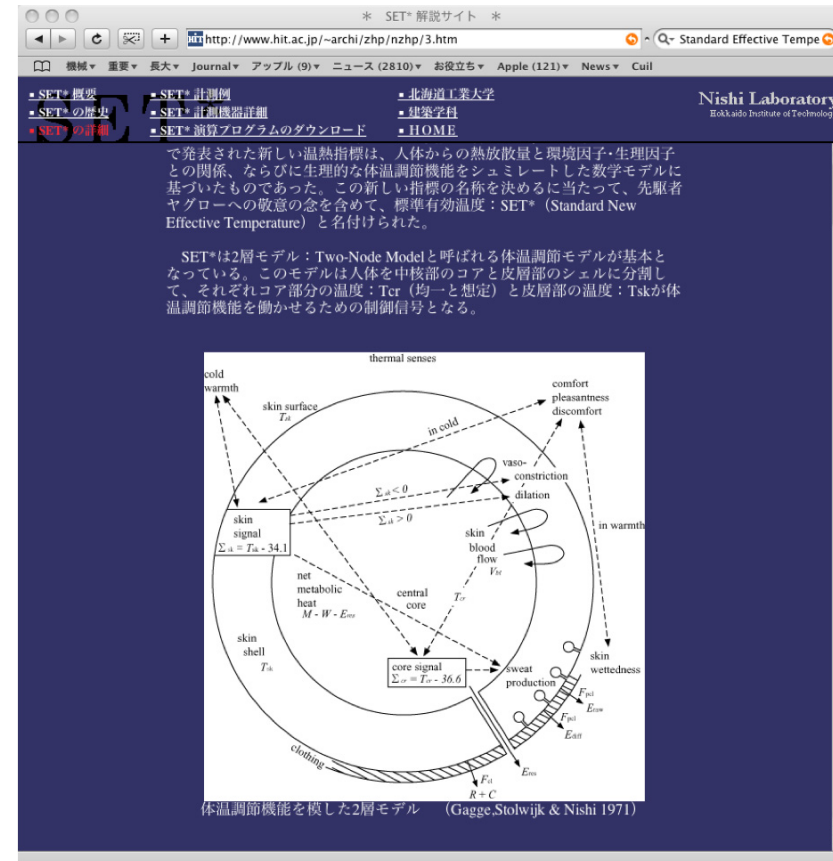 ＊ SET* 解説サイト ＊
http://www.hit.ac.jp/~archi/zhp/nzhp/3.htm
Standard Effective Tempe
機械▼ 重要▼ 長大▼ Journal▼ アップル (9)▼ ニュース (2810)▼ お役立ち▼ Apple (121)▼ News▼ Cuil
SET*
▪ SET* 概要
▪ SET* の歴史
▪ SET* の詳細
▪ SET* 計測例
▪ SET* 計測機器詳細
▪ SET* 演算プログラムのダウンロード
▪ 北海道工業大学
▪ 建築学科
▪ HOME
Nishi Laboratory
Hokkaido Institute of Technolog
で発表された新しい温熱指標は、人体からの熱放散量と環境因子・生理因子
との関係、ならびに生理的な体温調節機能をシュミレートした数学モデルに
基づいたものであった。この新しい指標の名称を決めるに当たって、先駆者
ヤグローへの敬意の念を含めて、標準有効温度：SET*（Standard New
Effective Temperature）と名付けられた。
SET*は2層モデル：Two-Node Modelと呼ばれる体温調節モデルが基本と
なっている。このモデルは人体を中核部のコアと皮層部のシェルに分割し
て、それぞれコア部分の温度：Tcr（均一と想定）と皮層部の温度：Tskが体
温調節機能を働かせるための制御信号となる。
thermal senses
cold
warmth
comfort
pleasantness
discomfort
skin surface
Tsk
in cold
vaso-
constriction
dilation
Σsk < 0
Σsk > 0
skin
signal
Σsk = Tsk - 34.1
skin
blood
flow
Vbl
in warmth
net
metabolic
heat
M - W - Eres
central
core
Tcr
skin
shell
Tsk
core signal
Σcr = Tcr - 36.6
sweat
production
skin
wettedness
Fpcl
Ersw
Fpcl
Ediff
clothing
Eres
Fcl
R + C
体温調節機能を模した2層モデル （Gagge,Stolwijk & Nishi 1971）